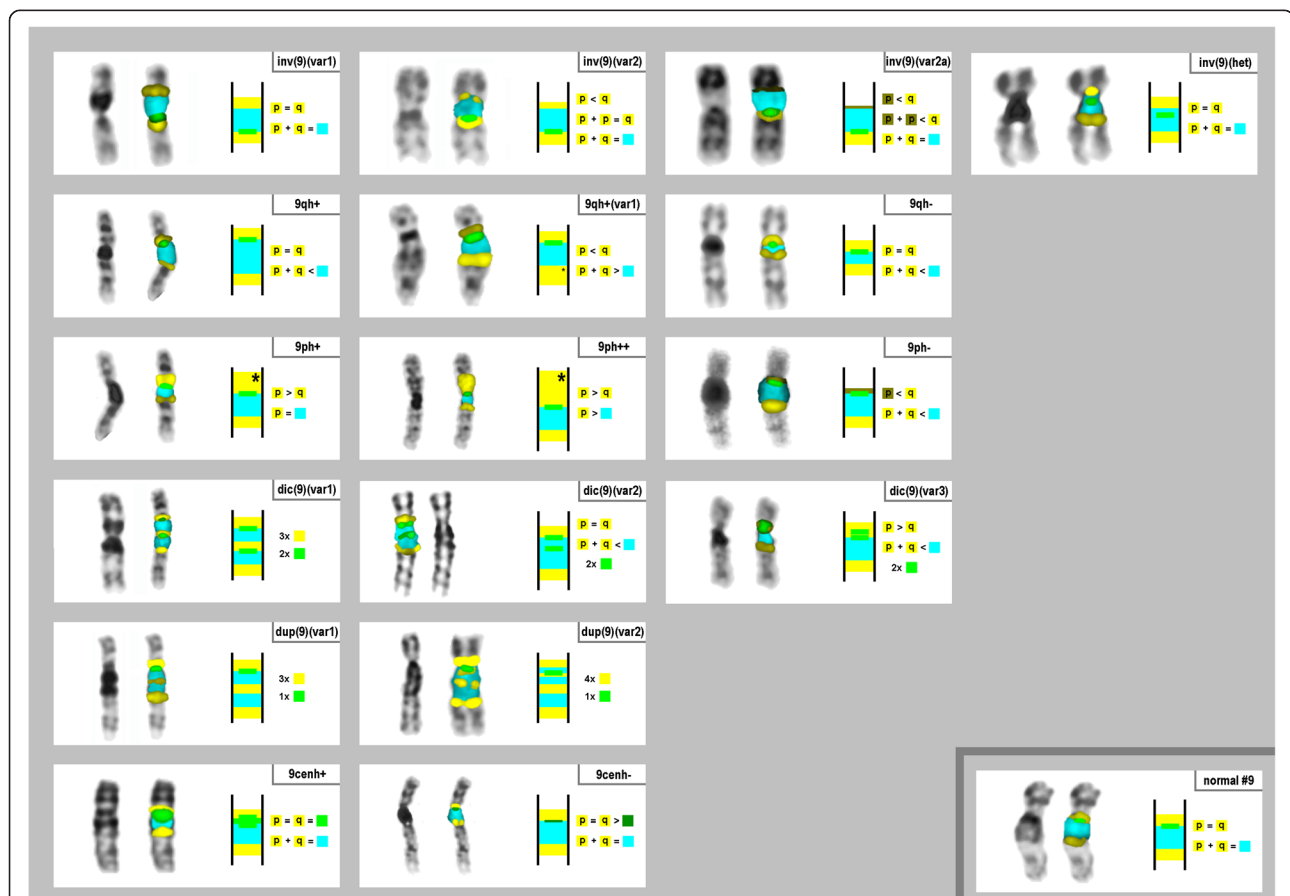 inv(9)(var1)
p = q
p + q =
inv(9)(var2)
p < q
p + p = q
p + q =
inv(9)(var2a)
p < q
p + p < q
p + q =
inv(9)(het)
p = q
p + q =
9qh+
p = q
p + q <
9qh+(var1)
p < q
p + q >
*
9qh-
p = q
p + q <
9ph+
*
p > q
p =
9ph++
*
p > q
p >
9ph-
p < q
p + q <
dic(9)(var1)
3x
2x
dic(9)(var2)
p = q
p + q <
2x
dic(9)(var3)
p > q
p + q <
2x
dup(9)(var1)
3x
1x
dup(9)(var2)
4x
1x
9cenh+
p = q =
p + q =
9cenh-
p = q >
p + q =
normal #9
p = q
p + q =